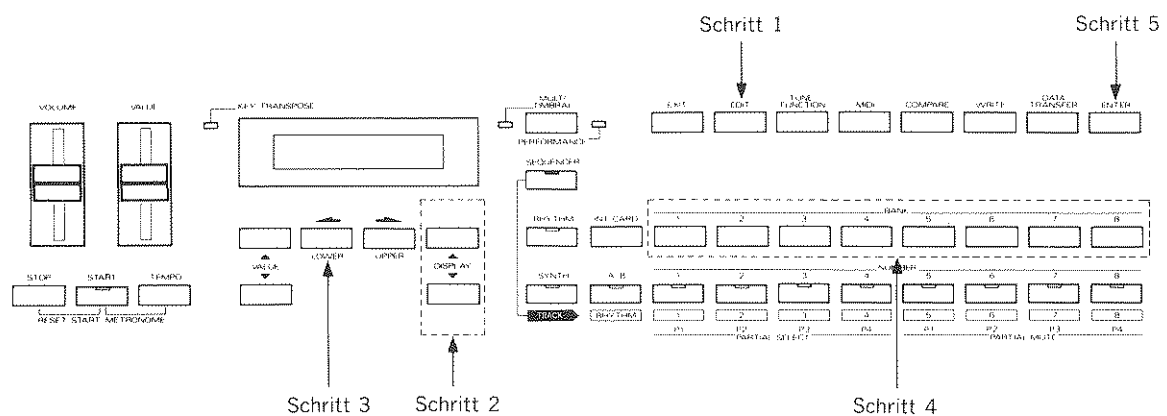 Schritt 1
Schritt 5
VOLUME
VALUE
KEY TRANSPOSE
MULTI TIMBRAL
PERFORMANCE
EXIT
EDIT
TUNE FUNCTION
MIDI
COMPARE
WRITE
DATA TRANSFER
ENTER
SEQUENCER
RHYTHM
INT CARD
BANK
1 2 3 4 5 6 7 8
VALUE
LOWER
UPPER
DISPLAY
STOP
START
TEMPO
RESET START METRONOME
SYNTH
A B
NUMBER
1 2 3 4 5 6 7 8
TRACK
RHYTHM
1 2 3 4 5 6 7 8
P1 P2 P3 P4 P1 P2 P3 P4
PARTIAL SELECT
PARTIAL MUTE
Schritt 3
Schritt 2
Schritt 4